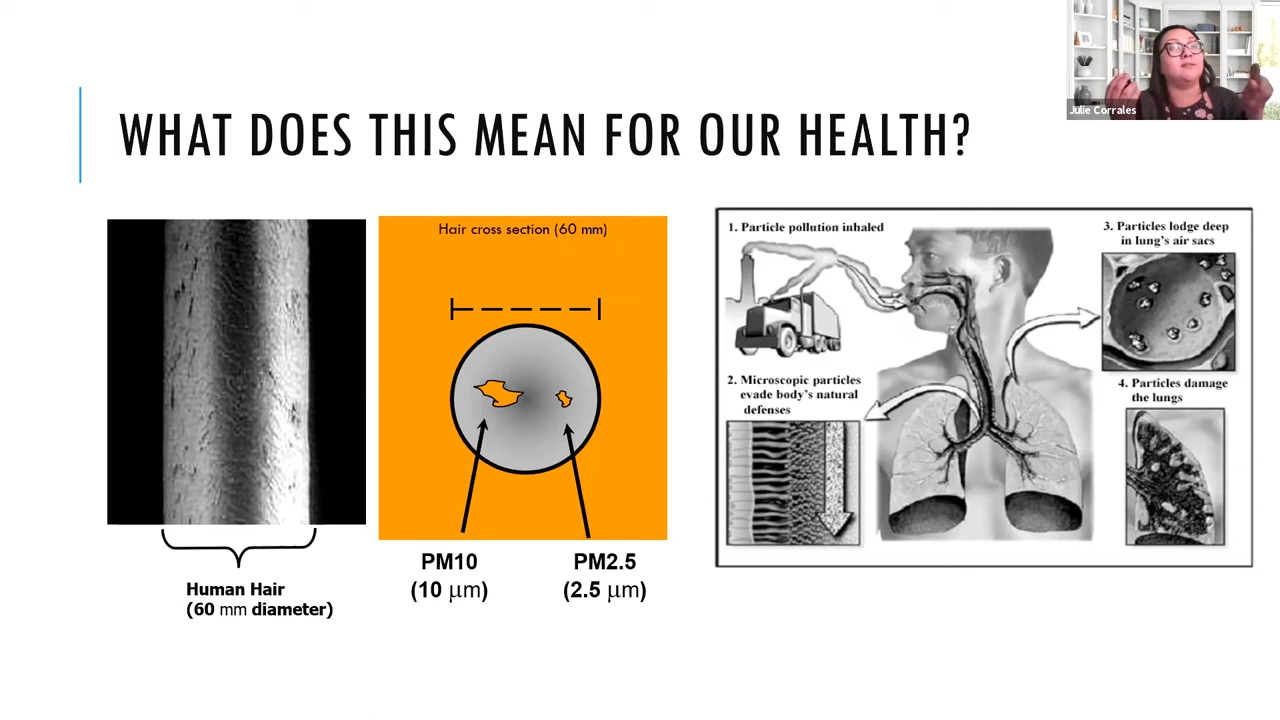 WHAT DOES THIS MEAN FOR OUR HEALTH?
Julie Corrales
Hair cross section (60 mm)
PM10
(10 μm)
PM2.5
(2.5 μm)
Human Hair
(60 mm diameter)
1. Particle pollution inhaled
2. Microscopic particles
evade body's natural
defenses
3. Particles lodge deep
in lung's air sacs
4. Particles damage
the lungs